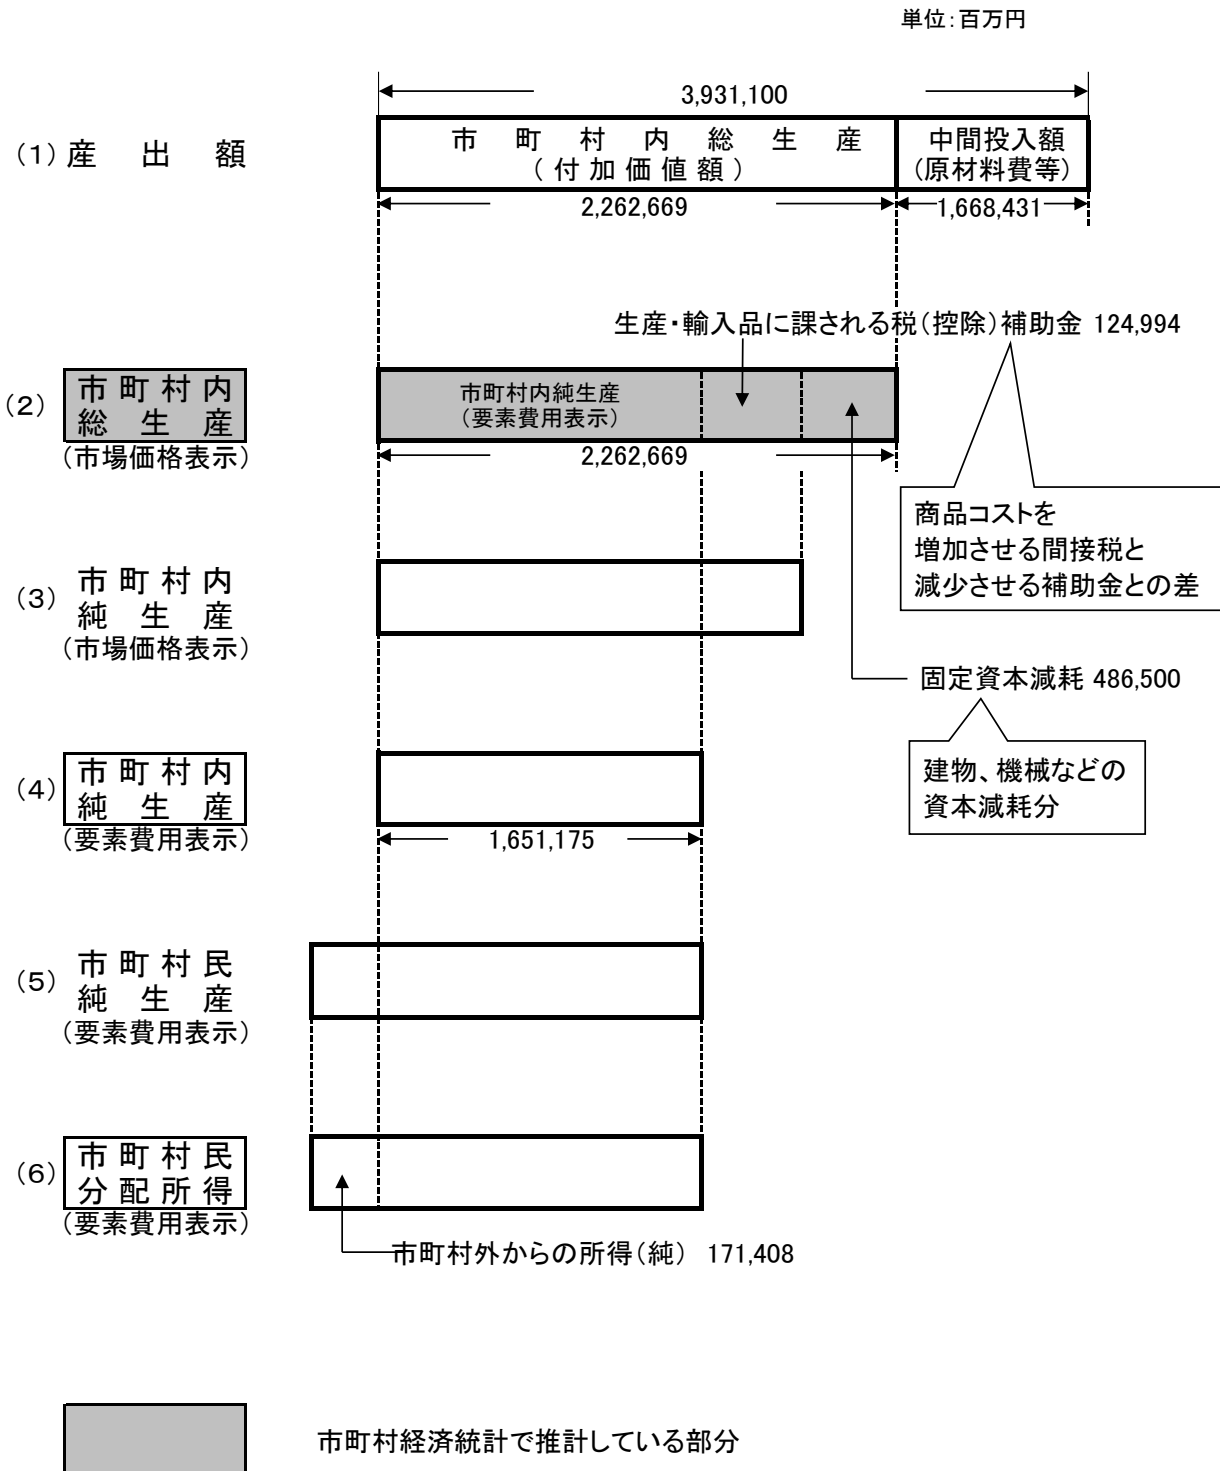 単位:百万円
3,931,100
(1)産出額
市町村内総生産
(付加価値額)
中間投入額
(原材料費等)
2,262,669
1,668,431
生産・輸入品に課される税(控除)補助金 124,994
(2)
市町村内
総生産
(市場価格表示)
市町村内純生産
(要素費用表示)
2,262,669
商品コストを
増加させる間接税と
減少させる補助金との差
(3)
市町村内
純生産
(市場価格表示)
固定資本減耗 486,500
建物、機械などの
資本減耗分
(4)
市町村内
純生産
(要素費用表示)
1,651,175
(5)
市町村民
純生産
(要素費用表示)
(6)
市町村民
分配所得
(要素費用表示)
市町村外からの所得(純) 171,408
市町村経済統計で推計している部分